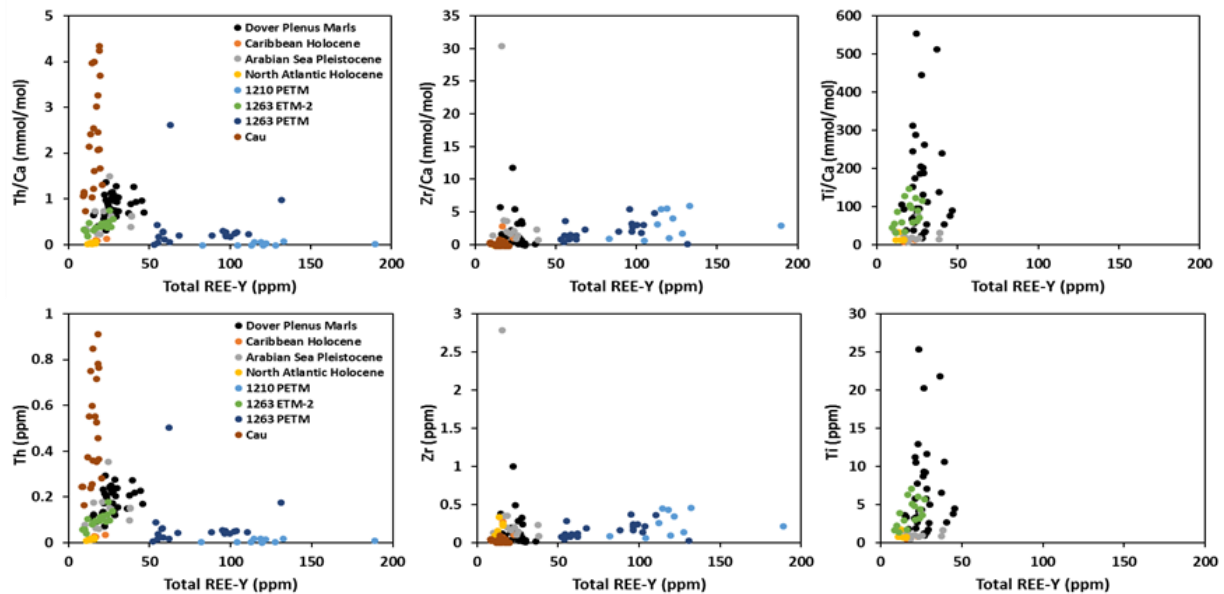 5
4
3
2
1
0
Th/Ca (mmol/mol)
Dover Plenus Marls
Caribbean Holocene
Arabian Sea Pleistocene
North Atlantic Holocene
1210 PETM
1263 ETM-2
1263 PETM
Cau
0 50 100 150 200
Total REE-Y (ppm)
35
30
25
20
15
10
5
0
Zr/Ca (mmol/mol)
0 50 100 150 200
Total REE-Y (ppm)
600
500
400
300
200
100
0
Ti/Ca (mmol/mol)
0 50 100 150 200
Total REE-Y (ppm)
1
0.8
0.6
0.4
0.2
0
Th (ppm)
Dover Plenus Marls
Caribbean Holocene
Arabian Sea Pleistocene
North Atlantic Holocene
1210 PETM
1263 ETM-2
1263 PETM
Cau
0 50 100 150 200
Total REE-Y (ppm)
3
2.5
2
1.5
1
0.5
0
Zr (ppm)
0 50 100 150 200
Total REE-Y (ppm)
30
25
20
15
10
5
0
Ti (ppm)
0 50 100 150 200
Total REE-Y (ppm)